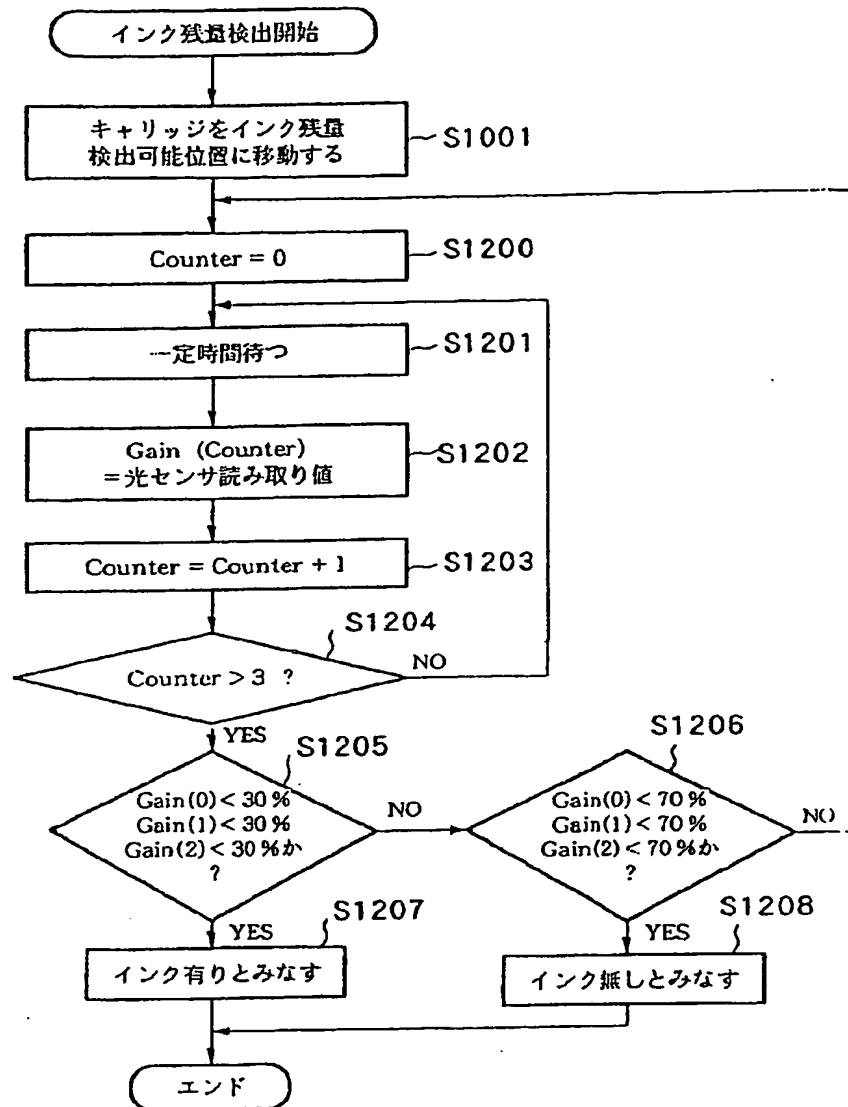 インク残量検出開始
キャリッジをインク残量
検出可能位置に移動する
S1001
Counter = 0
S1200
一定時間待つ
S1201
Gain (Counter)
=光センサ読み取り値
S1202
Counter = Counter + 1
S1203
S1204
Counter > 3 ?
NO
YES
S1205
Gain(0) < 30 %
Gain(1) < 30 %
Gain(2) < 30 %か
?
NO
S1206
Gain(0) < 70 %
Gain(1) < 70 %
Gain(2) < 70 %か
?
NO
YES
S1207
インク有りとみなす
YES
S1208
インク無しとみなす
エンド